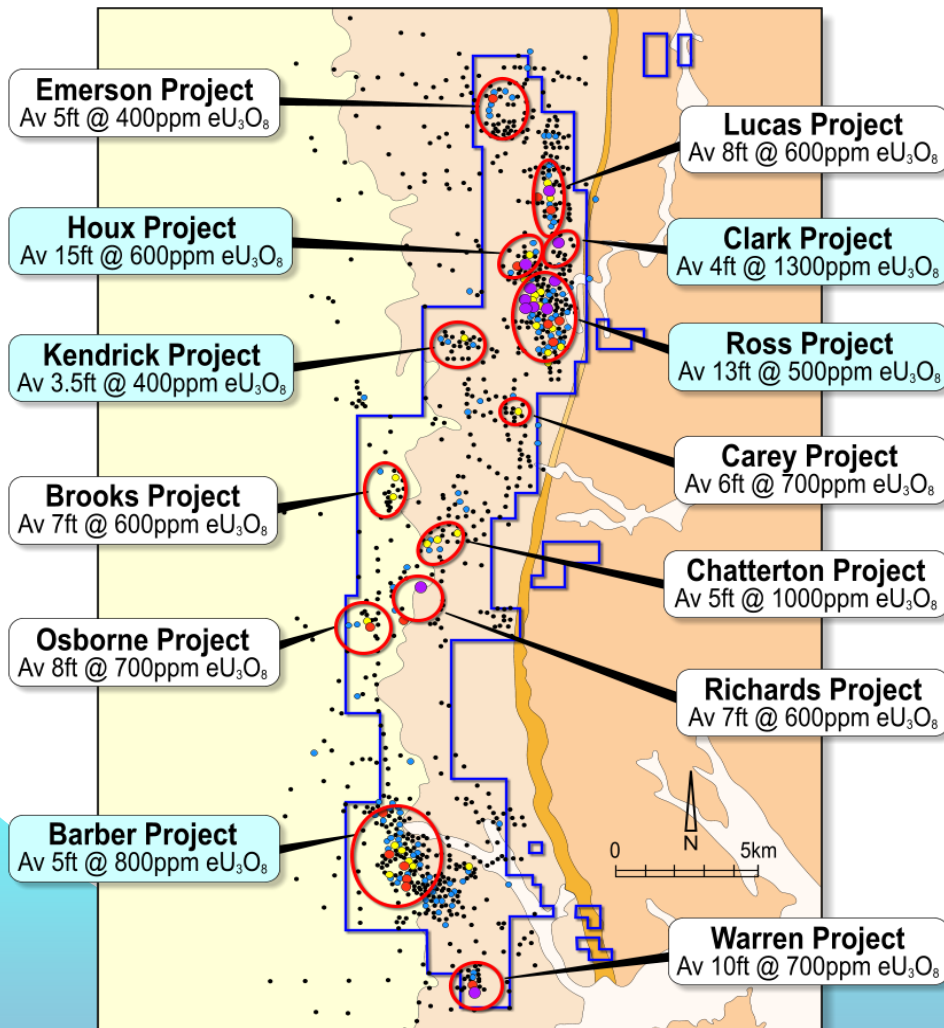 Emerson Project
Av 5ft @ 400ppm eU₃O₈
Lucas Project
Av 8ft @ 600ppm eU₃O₈
Houx Project
Av 15ft @ 600ppm eU₃O₈
Clark Project
Av 4ft @ 1300ppm eU₃O₈
Kendrick Project
Av 3.5ft @ 400ppm eU₃O₈
Ross Project
Av 13ft @ 500ppm eU₃O₈
Carey Project
Av 6ft @ 700ppm eU₃O₈
Brooks Project
Av 7ft @ 600ppm eU₃O₈
Chatterton Project
Av 5ft @ 1000ppm eU₃O₈
Osborne Project
Av 8ft @ 700ppm eU₃O₈
Richards Project
Av 7ft @ 600ppm eU₃O₈
Barber Project
Av 5ft @ 800ppm eU₃O₈
N
0 5km
Warren Project
Av 10ft @ 700ppm eU₃O₈